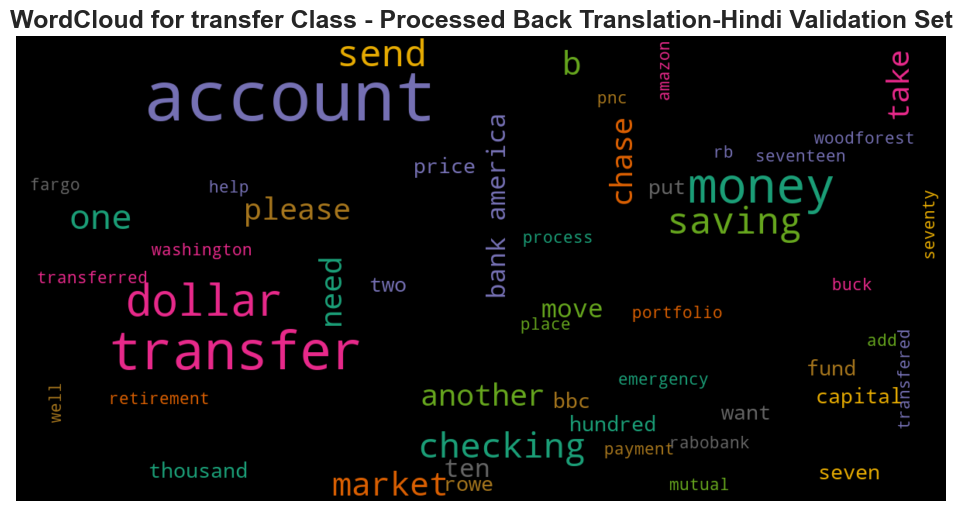 WordCloud for transfer Class - Processed Back Translation-Hindi Validation Set
send
account
b
amazon
take
pnc
chase
bank america
price
woodforest
rb
seventeen
fargo
help
put
money
one
please
saving
seventy
washington
process
transferred
need
two
buck
dollar
move
portfolio
place
transfer
add
transfered
fund
emergency
well
retirement
another
bbc
capital
want
hundred
checking
payment
rabobank
thousand
ten
seven
market
rowe
mutual